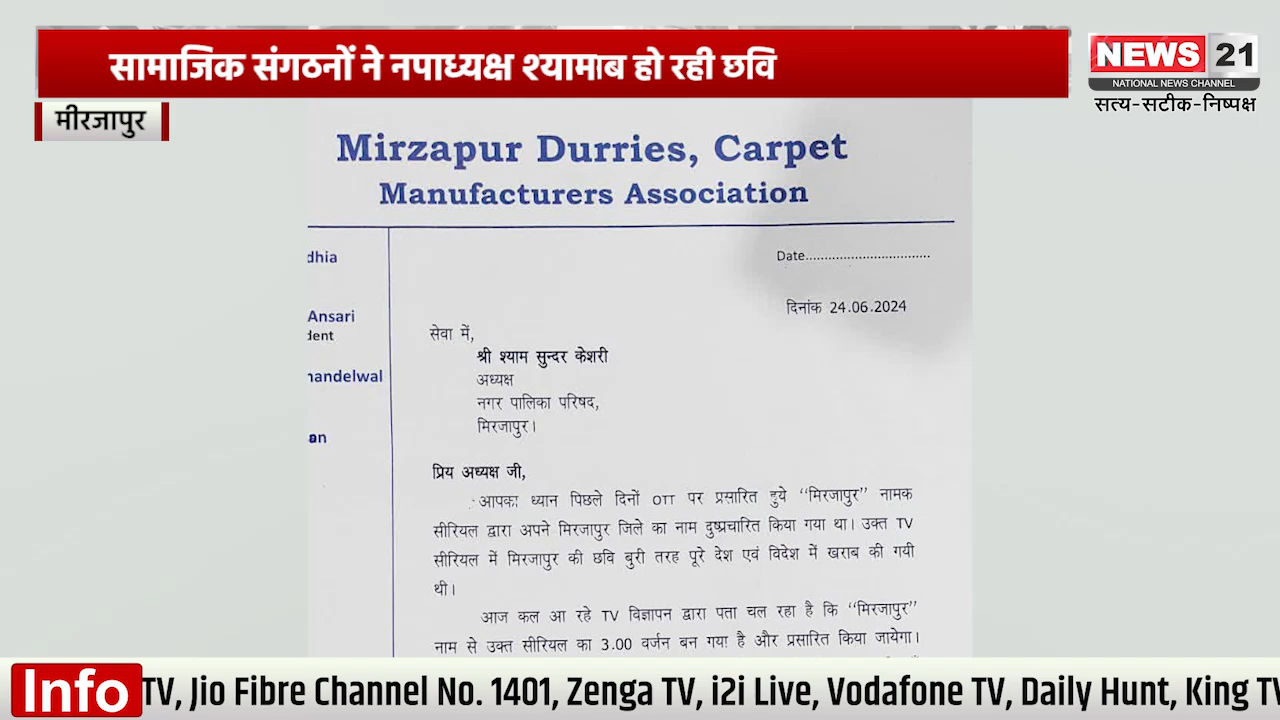 सामाजिक संगठनों ने नपाध्यक्ष श्यामाब हो रही छवि
NEWS 21
NATIONAL NEWS CHANNEL
सत्य-सटीक-निष्पक्ष
मीरजापुर
Mirzapur Durries, Carpet
Manufacturers Association
dhia
Ansari
dent
handelwal
an
Date................................
दिनांक 24.06.2024
सेवा में,
श्री श्याम सुन्दर केशरी
अध्यक्ष
नगर पालिका परिषद,
मिरजापुर।
प्रिय अध्यक्ष जी,
आपका ध्यान पिछले दिनों OTT पर प्रसारित हुये "मिरजापुर" नामक
सीरियल द्वारा अपने मिरजापुर जिले का नाम दुष्प्रचारित किया गया था। उक्त TV
सीरियल में मिरजापुर की छवि बुरी तरह पूरे देश एवं विदेश में खराब की गयी
थी।
आज कल आ रहे TV विज्ञापन द्वारा पता चल रहा है कि "मिरजापुर"
नाम से उक्त सीरियल का 3.00 वर्जन बन गया है और प्रसारित किया जायेगा।
Info TV, Jio Fibre Channel No. 1401, Zenga TV, i2i Live, Vodafone TV, Daily Hunt, King TV